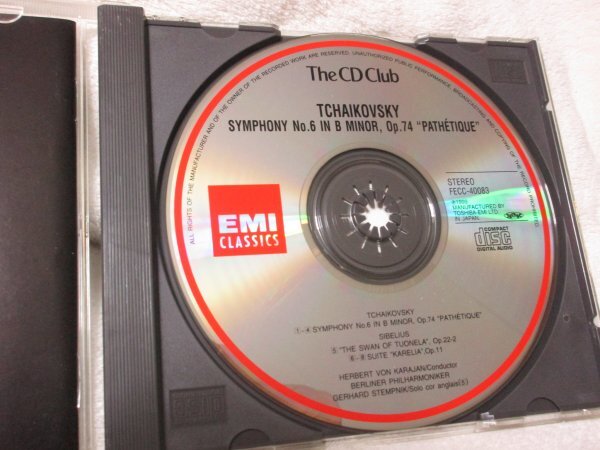 ALL RIGHTS OF THE MANUFACTURER AND OF THE OWNER OF THE RECORDED WORK ARE RESERVED. UNAUTHORIZED PUBLIC PERFORMANCE, BROADCASTING AND COPYING OF THE RECORD PROHIBITED.
The CD Club
TCHAIKOVSKY
SYMPHONY No.6 IN B MINOR, Op.74 "PATHÉTIQUE"
EMI
CLASSICS
STEREO
FECC-40083
MANUFACTURED BY
TOSHIBA-EMI LTD.
IN JAPAN.
COMPACT
disc
DIGITAL AUDIO
TCHAIKOVSKY
1-4 SYMPHONY No.6 IN B MINOR, Op.74 "PATHÉTIQUE"
SIBELIUS
5 "THE SWAN OF TUONELA", Op.22-2
6-8 SUITE "KARELIA", Op.11
HERBERT VON KARAJAN/Conductor
BERLINER PHILHARMONIKER
GERHARD STEMPNIK/Solo cor anglais(5)